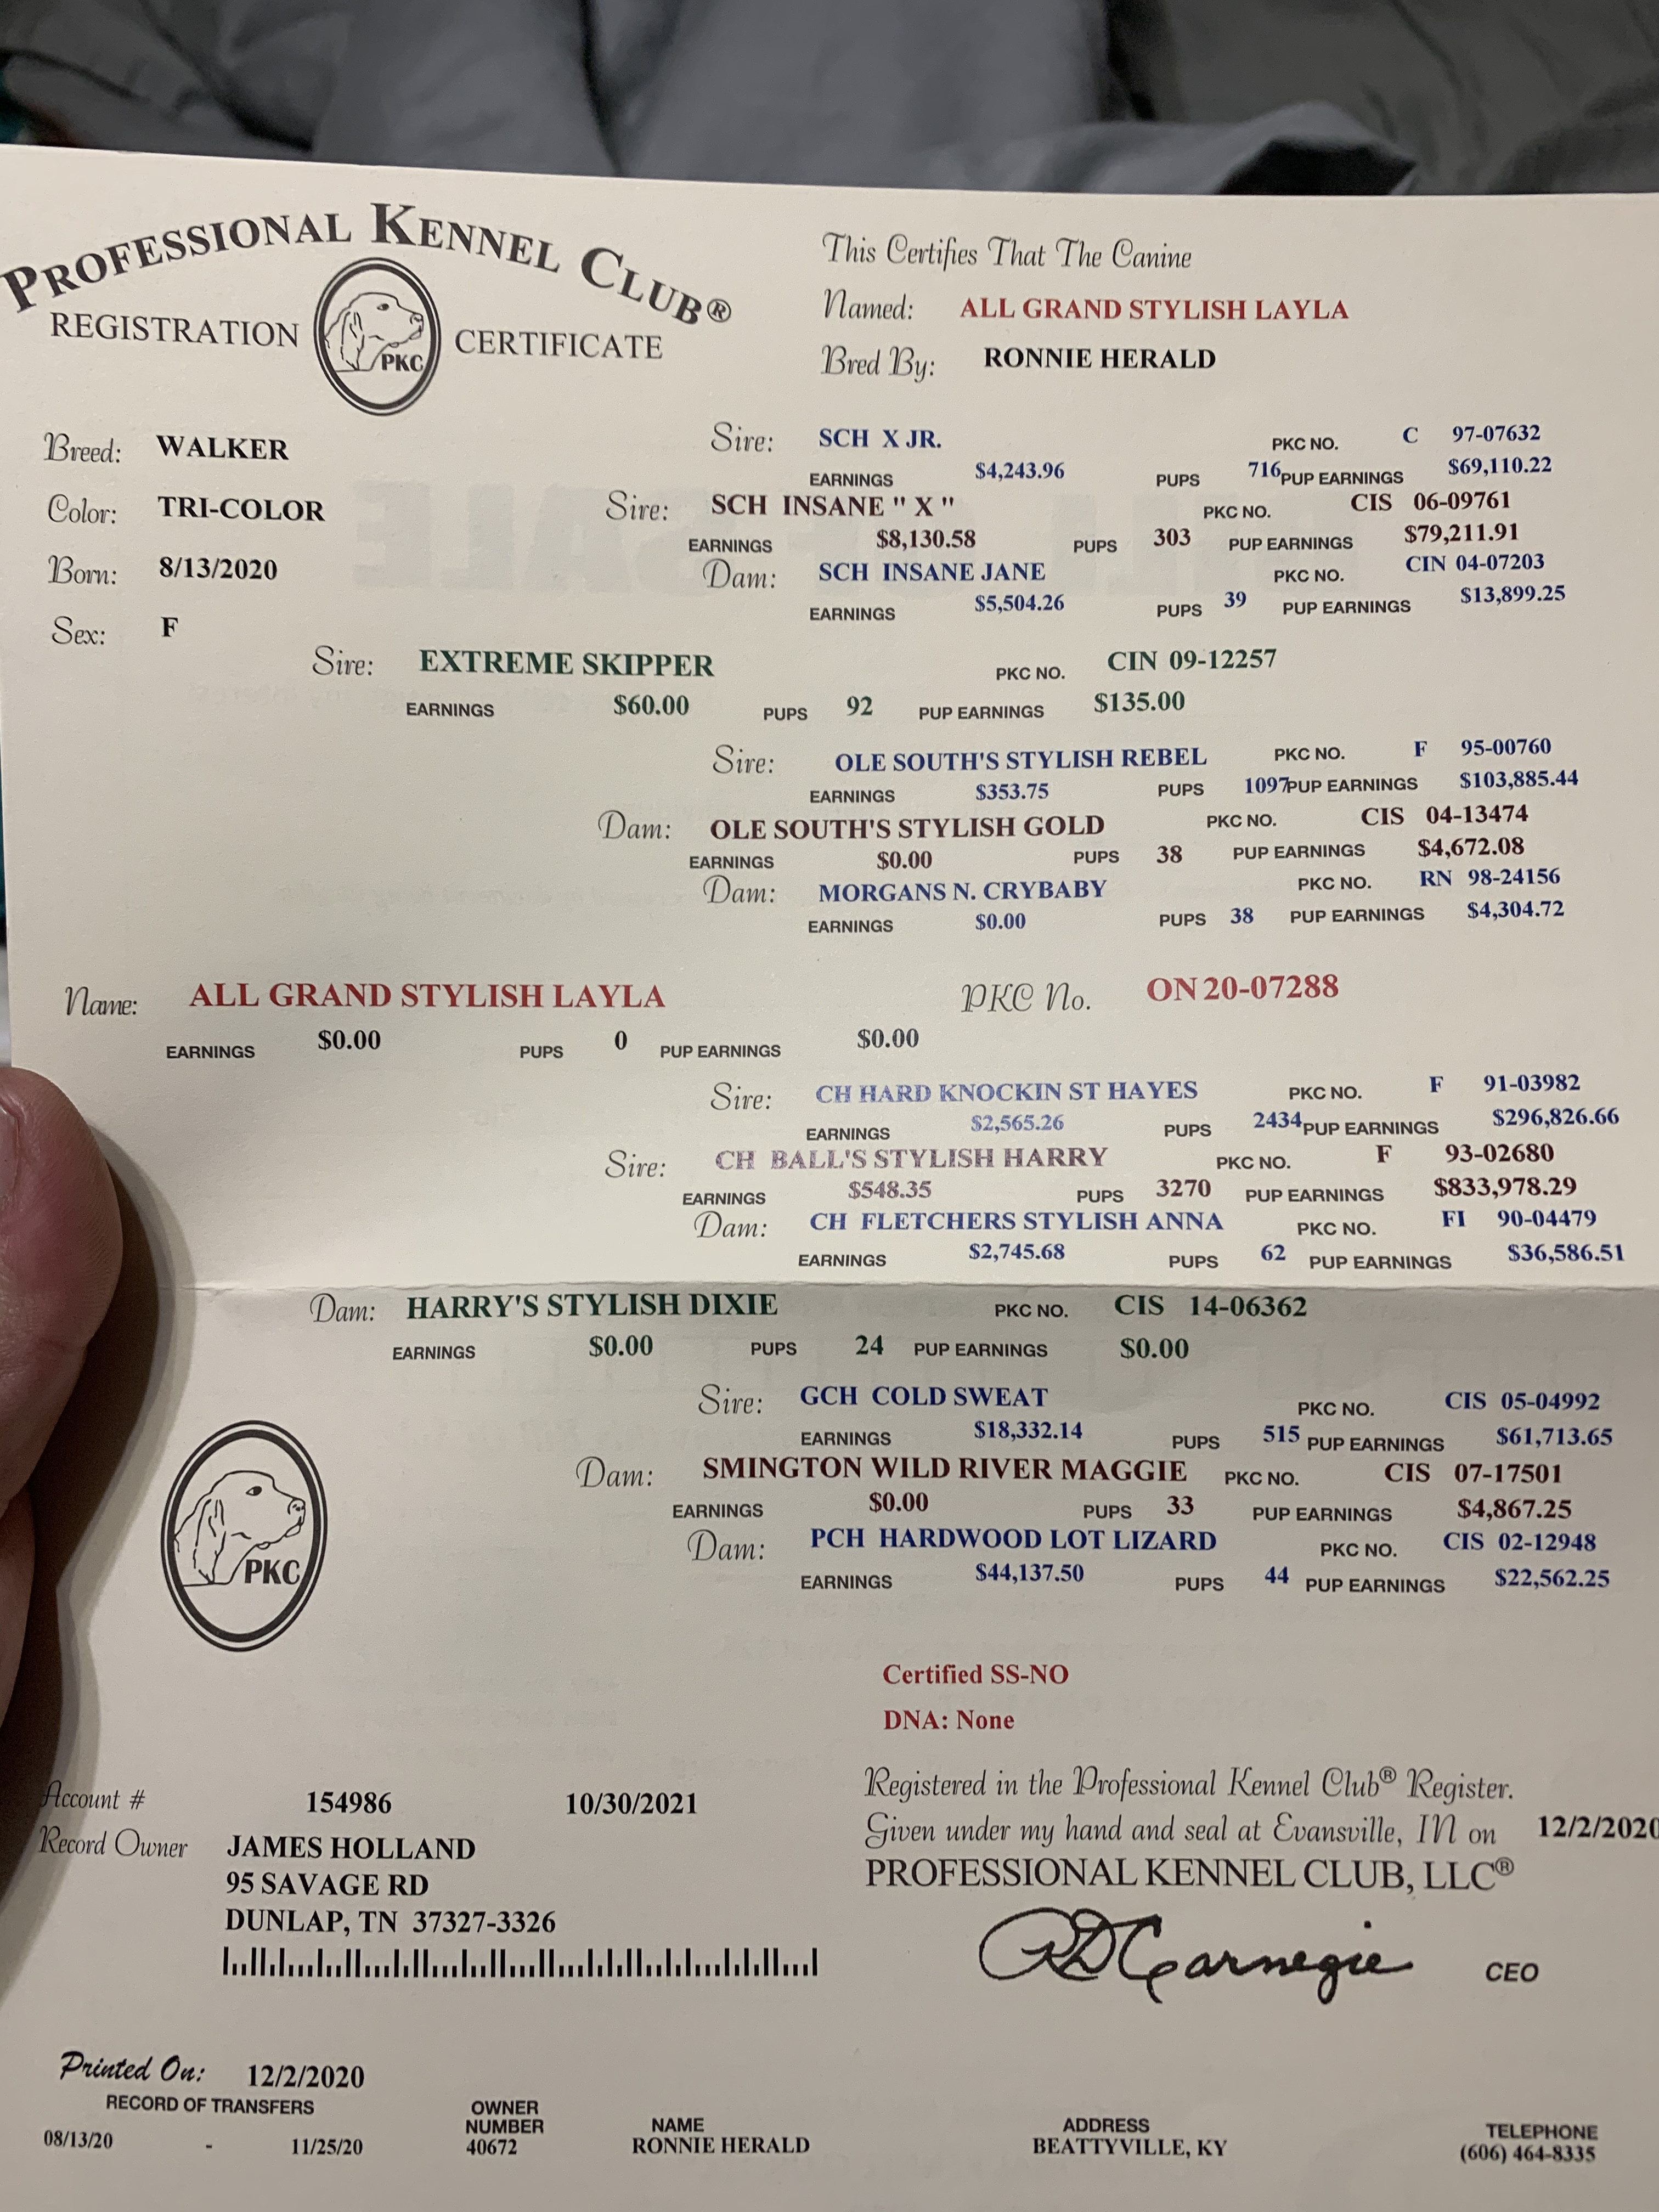 PROFESSIONAL KENNEL CLUB®
REGISTRATION PKC CERTIFICATE
This Certifies That The Canine
Named: ALL GRAND STYLISH LAYLA
Bred By: RONNIE HERALD
Breed: WALKER
Color: TRI-COLOR
Born: 8/13/2020
Sex: F
Sire: SCH X JR. PKC NO. C 97-07632
EARNINGS $4,243.96 PUPS 716 PUP EARNINGS $69,110.22
Sire: SCH INSANE " X " PKC NO. CIS 06-09761
EARNINGS $8,130.58 PUPS 303 PUP EARNINGS $79,211.91
Dam: SCH INSANE JANE PKC NO. CIN 04-07203
EARNINGS $5,504.26 PUPS 39 PUP EARNINGS $13,899.25
Sire: EXTREME SKIPPER PKC NO. CIN 09-12257
EARNINGS $60.00 PUPS 92 PUP EARNINGS $135.00
Sire: OLE SOUTH'S STYLISH REBEL PKC NO. F 95-00760
EARNINGS $353.75 PUPS 1097 PUP EARNINGS $103,885.44
Dam: OLE SOUTH'S STYLISH GOLD PKC NO. CIS 04-13474
EARNINGS $0.00 PUPS 38 PUP EARNINGS $4,672.08
Dam: MORGANS N. CRYBABY PKC NO. RN 98-24156
EARNINGS $0.00 PUPS 38 PUP EARNINGS $4,304.72
Name: ALL GRAND STYLISH LAYLA PKC No. ON 20-07288
EARNINGS $0.00 PUPS 0 PUP EARNINGS $0.00
Sire: CH HARD KNOCKIN ST HAYES PKC NO. F 91-03982
EARNINGS $2,565.26 PUPS 2434 PUP EARNINGS $296,826.66
Sire: CH BALL'S STYLISH HARRY PKC NO. F 93-02680
EARNINGS $548.35 PUPS 3270 PUP EARNINGS $833,978.29
Dam: CH FLETCHERS STYLISH ANNA PKC NO. FI 90-04479
EARNINGS $2,745.68 PUPS 62 PUP EARNINGS $36,586.51
Dam: HARRY'S STYLISH DIXIE PKC NO. CIS 14-06362
EARNINGS $0.00 PUPS 24 PUP EARNINGS $0.00
Sire: GCH COLD SWEAT PKC NO. CIS 05-04992
EARNINGS $18,332.14 PUPS 515 PUP EARNINGS $61,713.65
Dam: SMINGTON WILD RIVER MAGGIE PKC NO. CIS 07-17501
EARNINGS $0.00 PUPS 33 PUP EARNINGS $4,867.25
Dam: PCH HARDWOOD LOT LIZARD PKC NO. CIS 02-12948
EARNINGS $44,137.50 PUPS 44 PUP EARNINGS $22,562.25
PKC
Certified SS-NO
DNA: None
Account # 154986 10/30/2021
Record Owner JAMES HOLLAND
95 SAVAGE RD
DUNLAP, TN 37327-3326
Registered in the Professional Kennel Club® Register.
Given under my hand and seal at Evansville, IN on 12/2/2020
PROFESSIONAL KENNEL CLUB, LLC®
RD Carnegie CEO
Printed On: 12/2/2020
RECORD OF TRANSFERS OWNER NUMBER NAME ADDRESS TELEPHONE
08/13/20 - 11/25/20 40672 RONNIE HERALD BEATTYVILLE, KY (606) 464-8335